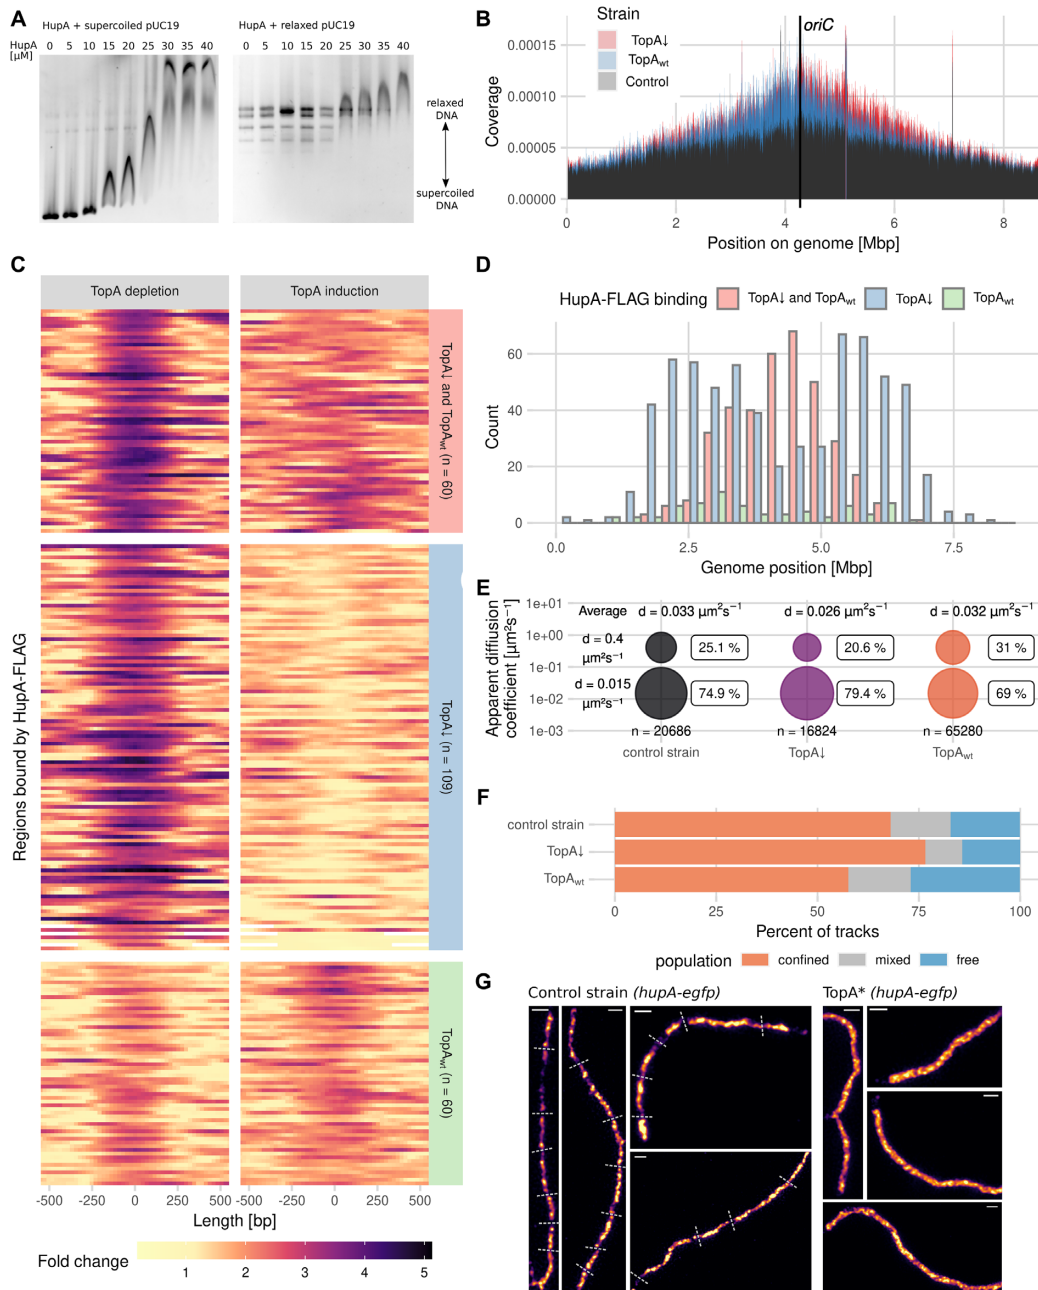 A
HupA + supercoiled pUC19
HupA + relaxed pUC19
HupA 0 5 10 15 20 25 30 35 40
[µM]
0 5 10 15 20 25 30 35 40
relaxed
DNA
supercoiled
DNA
B
Strain
TopA↓
TopAwt
Control
oriC
Coverage
0.00015
0.00010
0.00005
0.00000
0 2 4 6 8
Position on genome [Mbp]
C
TopA depletion
TopA induction
Regions bound by HupA-FLAG
TopA↓ and TopAwt (n = 60)
TopA↓ (n = 109)
TopAwt (n = 60)
-500 -250 0 250 500
-500 -250 0 250 500
Length [bp]
Fold change
1 2 3 4 5
D
HupA-FLAG binding TopA↓ and TopAwt TopA↓ TopAwt
Count
60
40
20
0
0.0 2.5 5.0 7.5
Genome position [Mbp]
E
Apparent diffiusion
coefficient [µm²s⁻¹]
1e+01
1e+00
1e-01
1e-02
1e-03
Average d = 0.033 µm²s⁻¹ d = 0.026 µm²s⁻¹ d = 0.032 µm²s⁻¹
d = 0.4
µm²s⁻¹
25.1 % 20.6 % 31 %
d = 0.015
µm²s⁻¹
74.9 % 79.4 % 69 %
n = 20686 n = 16824 n = 65280
control strain TopA↓ TopAwt
F
control strain
TopA↓
TopAwt
0 25 50 75 100
Percent of tracks
population confined mixed free
G
Control strain (hupA-egfp)
TopA* (hupA-egfp)